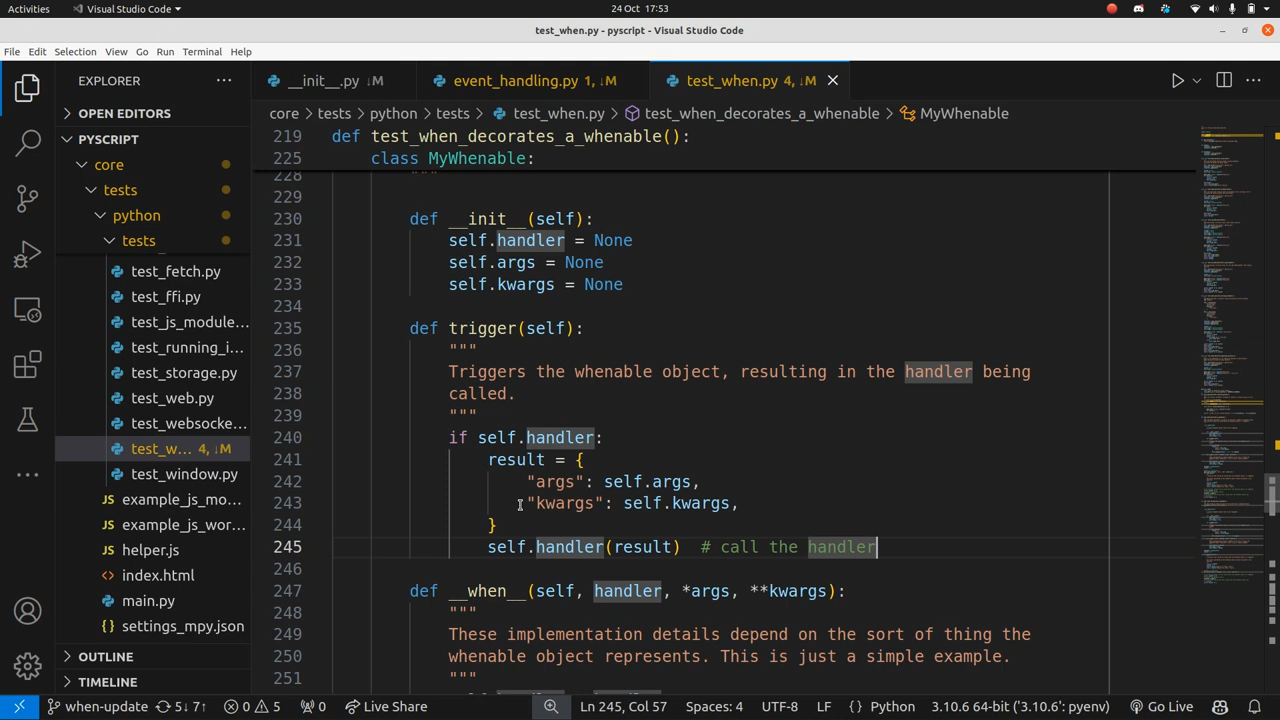 Activities
Visual Studio Code
24 Oct 17:53
test_when.py - pyscript - Visual Studio Code
File Edit Selection View Go Run Terminal Help
EXPLORER
__init__.py ↓M
event_handling.py 1, ↓M
test_when.py 4, ↓M
core > tests > python > tests > test_when.py > test_when_decorates_a_whenable > MyWhenable
OPEN EDITORS
PYSCRIPT
core
tests
python
tests
test_fetch.py
test_ffi.py
test_js_module...
test_running_i...
test_storage.py
test_web.py
test_websocke...
test_w... 4, ↓M
test_window.py
example_js_mo...
example_js_wor...
helper.js
index.html
main.py
settings_mpy.json
OUTLINE
TIMELINE
219 def test_when_decorates_a_whenable():
225 class MyWhenable:
228 """
229
230 def __init__(self):
231 self.handler = None
232 self.args = None
233 self.kwargs = None
234
235 def trigger(self):
236 """
237 Trigger the whenable object, resulting in the handler being
238 called.
239 """
240 if self.handler:
241 result = {
242 "args": self.args,
243 "kwargs": self.kwargs,
244 }
245 self.handler(result) # call the handler
246
247 def __when__(self, handler, *args, **kwargs):
248 """
249 These implementation details depend on the sort of thing the
250 whenable object represents. This is just a simple example.
251 """
when-update 5↓ 7↑ 0 5 0 Live Share Ln 245, Col 57 Spaces: 4 UTF-8 LF Python 3.10.6 64-bit ('3.10.6': pyenv) Go Live